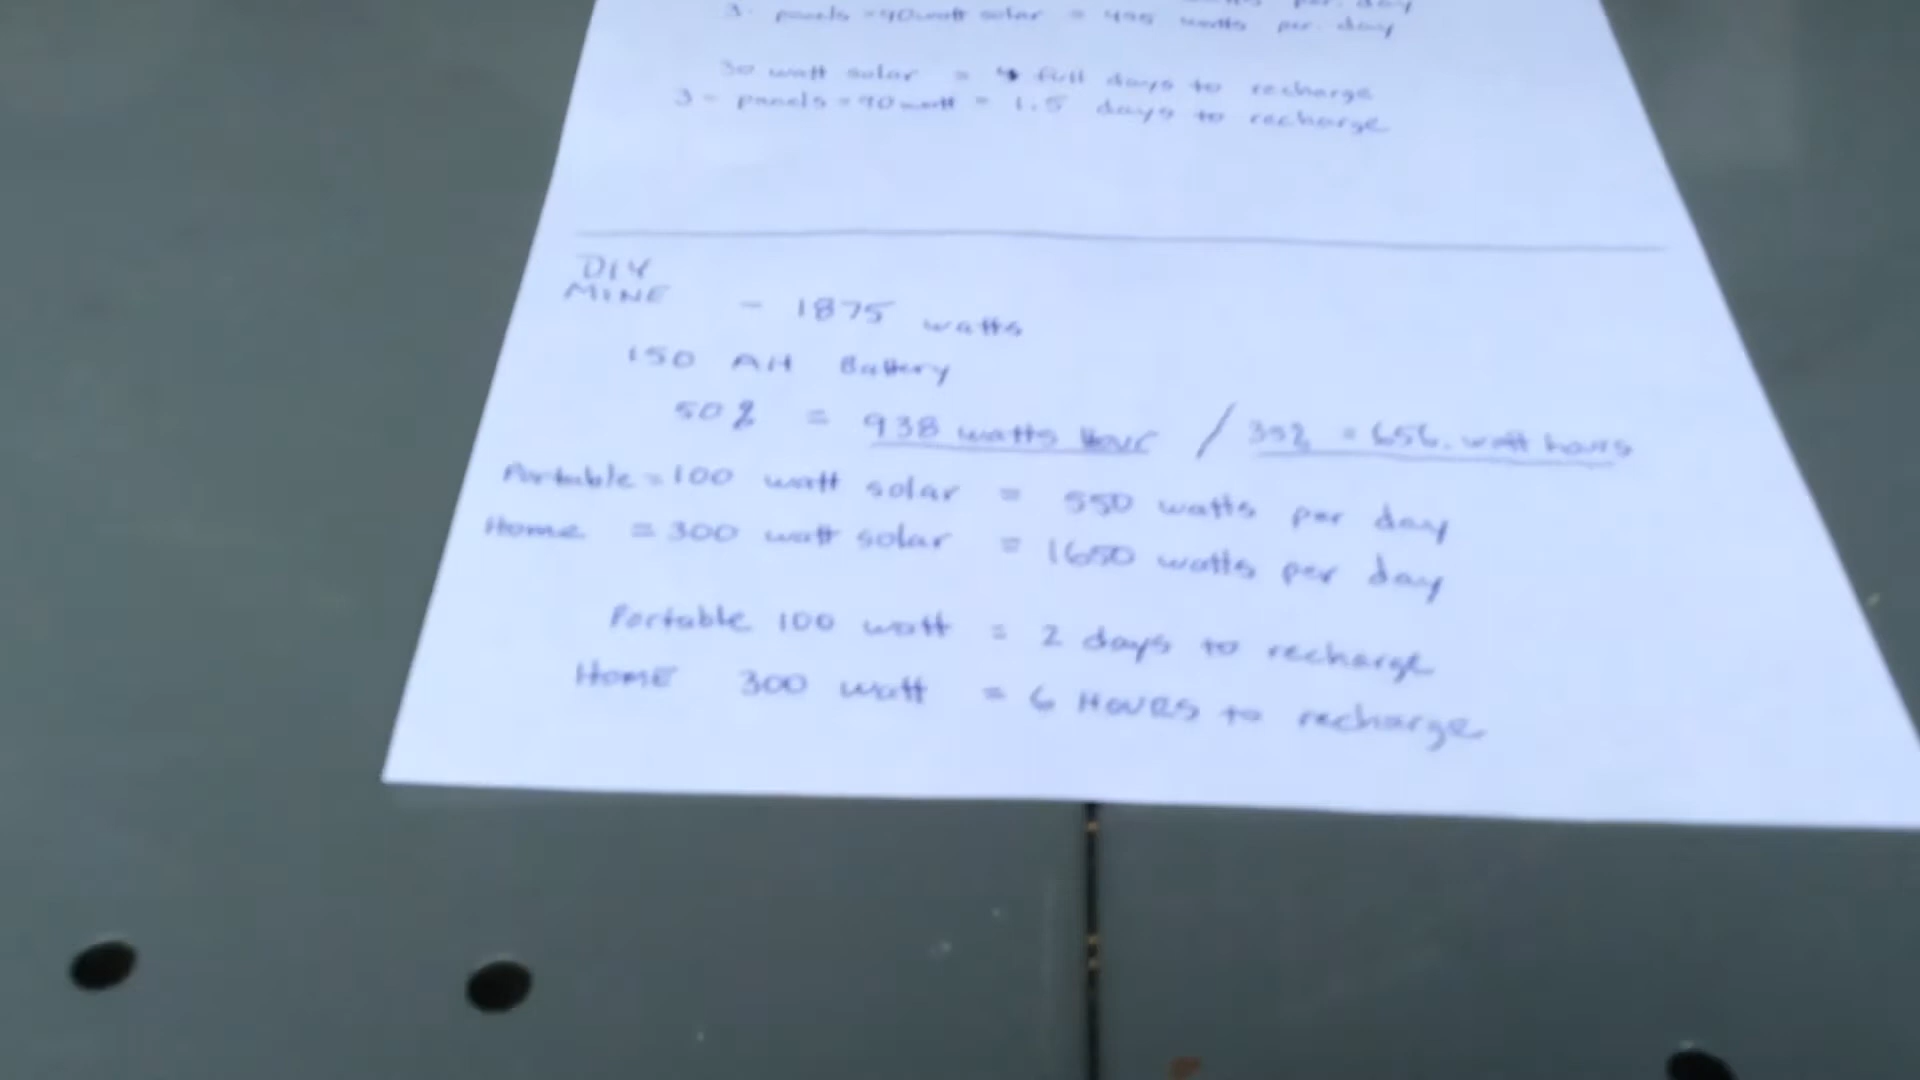 per day
3- panels = 90 watt solar = 495 watts per day
30 watt solar = 4 full days to recharge
3 - panels = 90 watt = 1.5 days to recharge
DIY
MINE - 1875 watts
150 AH Battery
50% = 938 watts Hour / 35% = 656. watt hours
Portable = 100 watt solar = 550 watts per day
Home = 300 watt solar = 1650 watts per day
Portable 100 watt = 2 days to recharge
HOME 300 watt = 6 HOURS to recharge